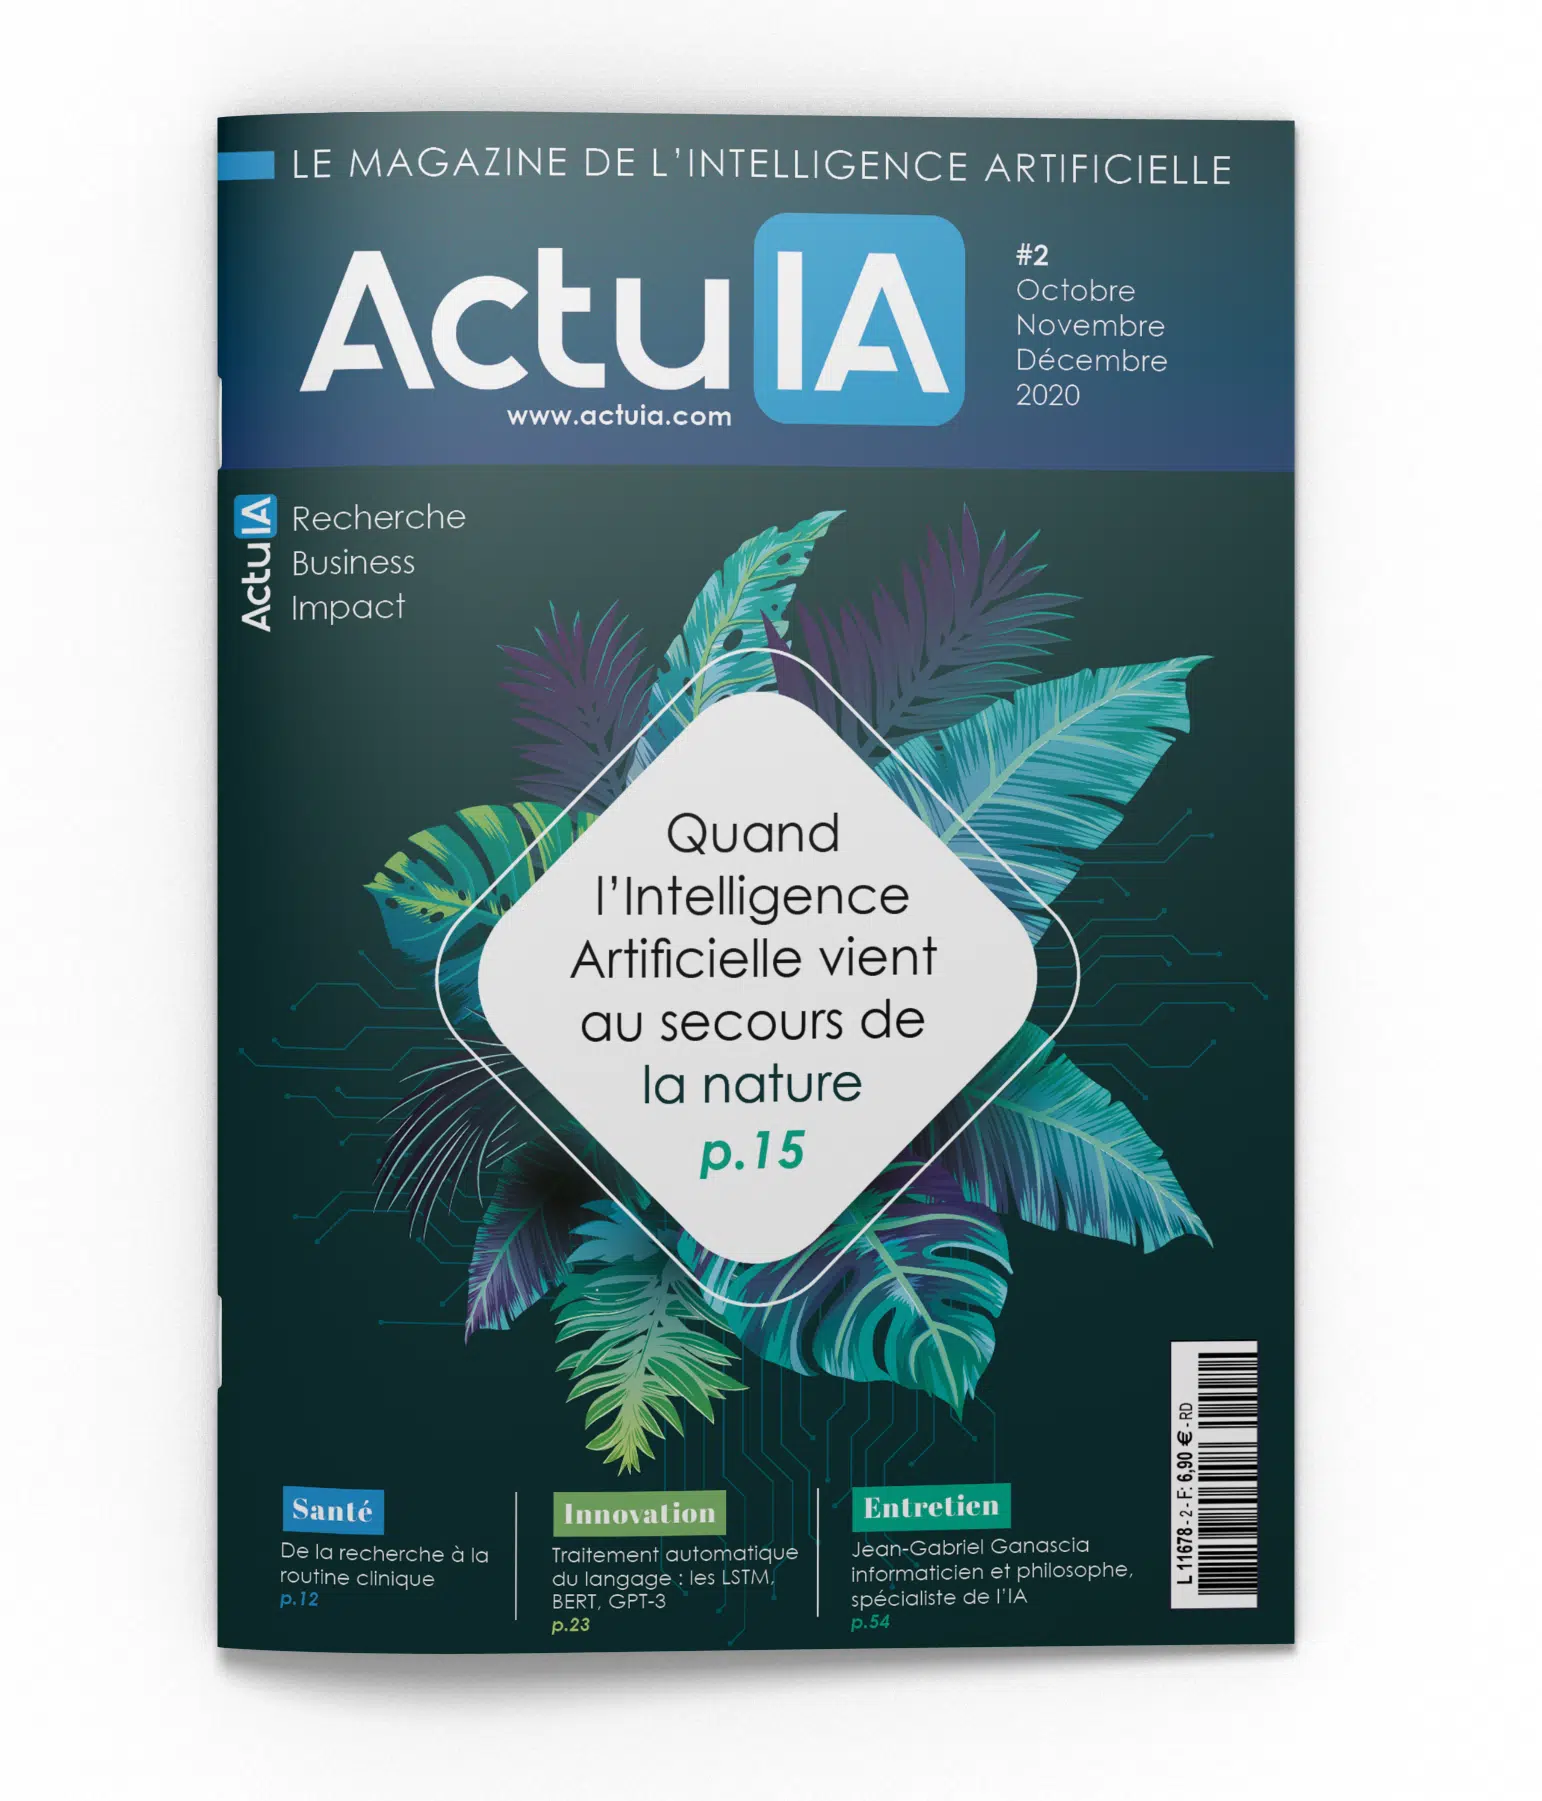 LE MAGAZINE DE L'INTELLIGENCE ARTIFICIELLE
ActuIA
www.actuia.com
#2
Octobre
Novembre
Décembre
2020
ActuIA
Recherche
Business
Impact
Quand
l'Intelligence
Artificielle vient
au secours de
la nature
p.15
Santé
De la recherche à la
routine clinique
p.12
Innovation
Traitement automatique
du langage : les LSTM,
BERT, GPT-3
p.23
Entretien
Jean-Gabriel Ganascia
informaticien et philosophe,
spécialiste de l'IA
p.54
L 11678 - 2 - F: 6,90 € - RD